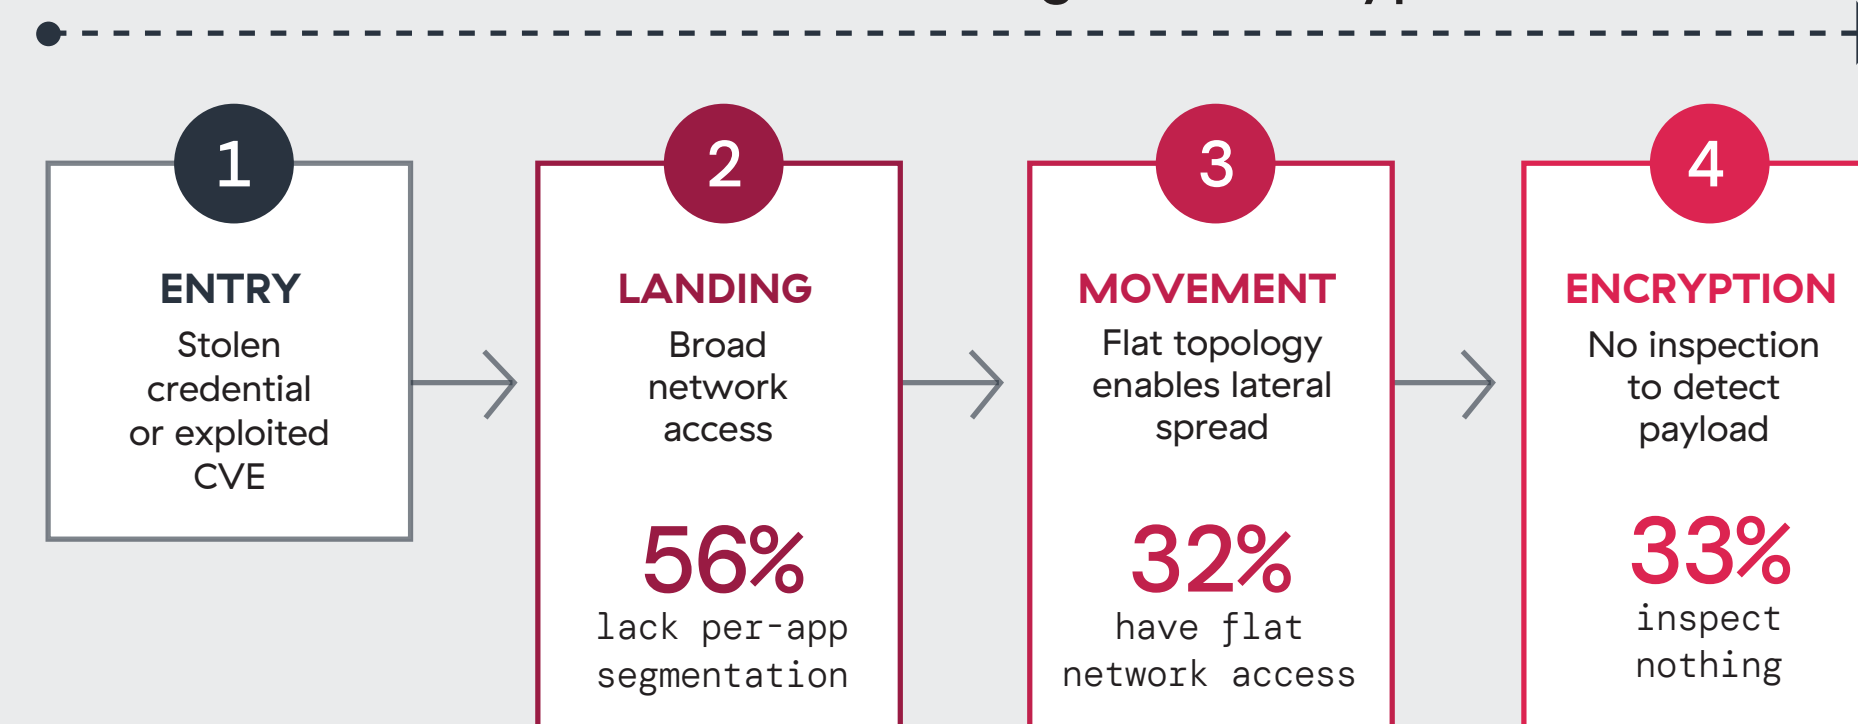 1
ENTRY
Stolen
credential
or exploited
CVE
2
LANDING
Broad
network
access
56%
lack per-app
segmentation
3
MOVEMENT
Flat topology
enables lateral
spread
32%
have flat
network access
4
ENCRYPTION
No inspection
to detect
payload
33%
inspect
nothing